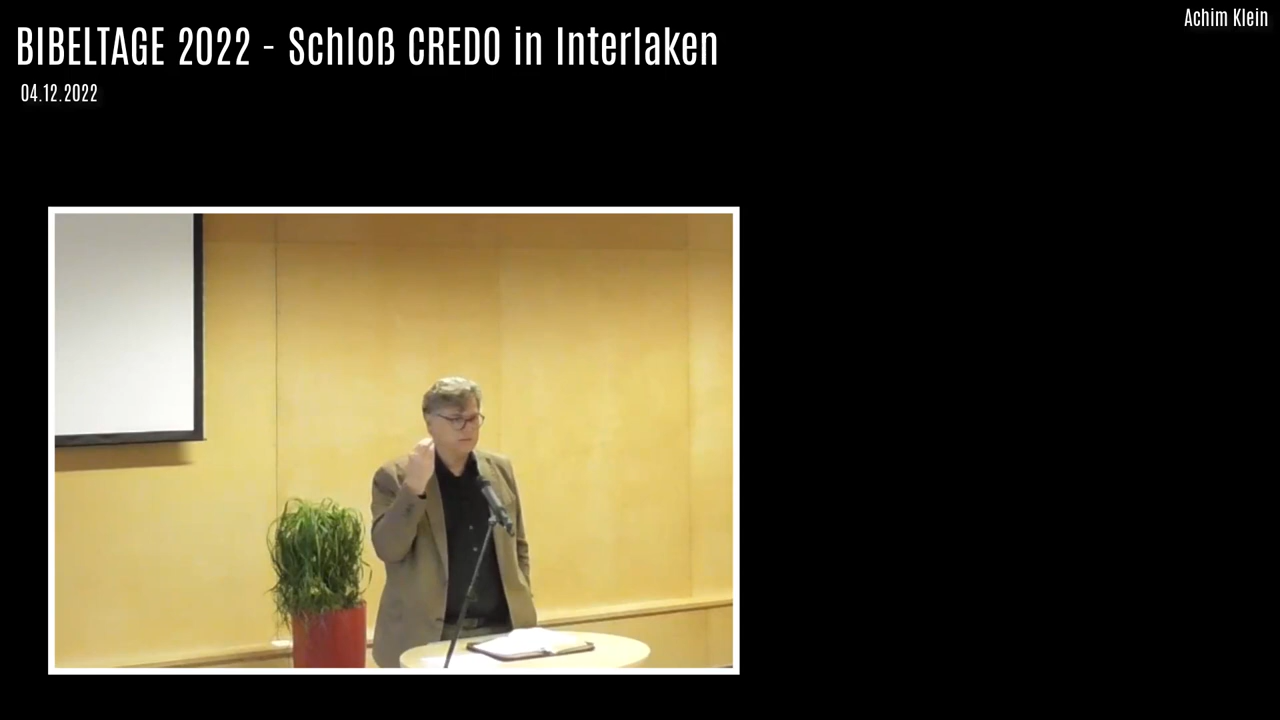 BIBELTAGE 2022 - Schloß CREDO in Interlaken
04.12.2022
Achim Klein